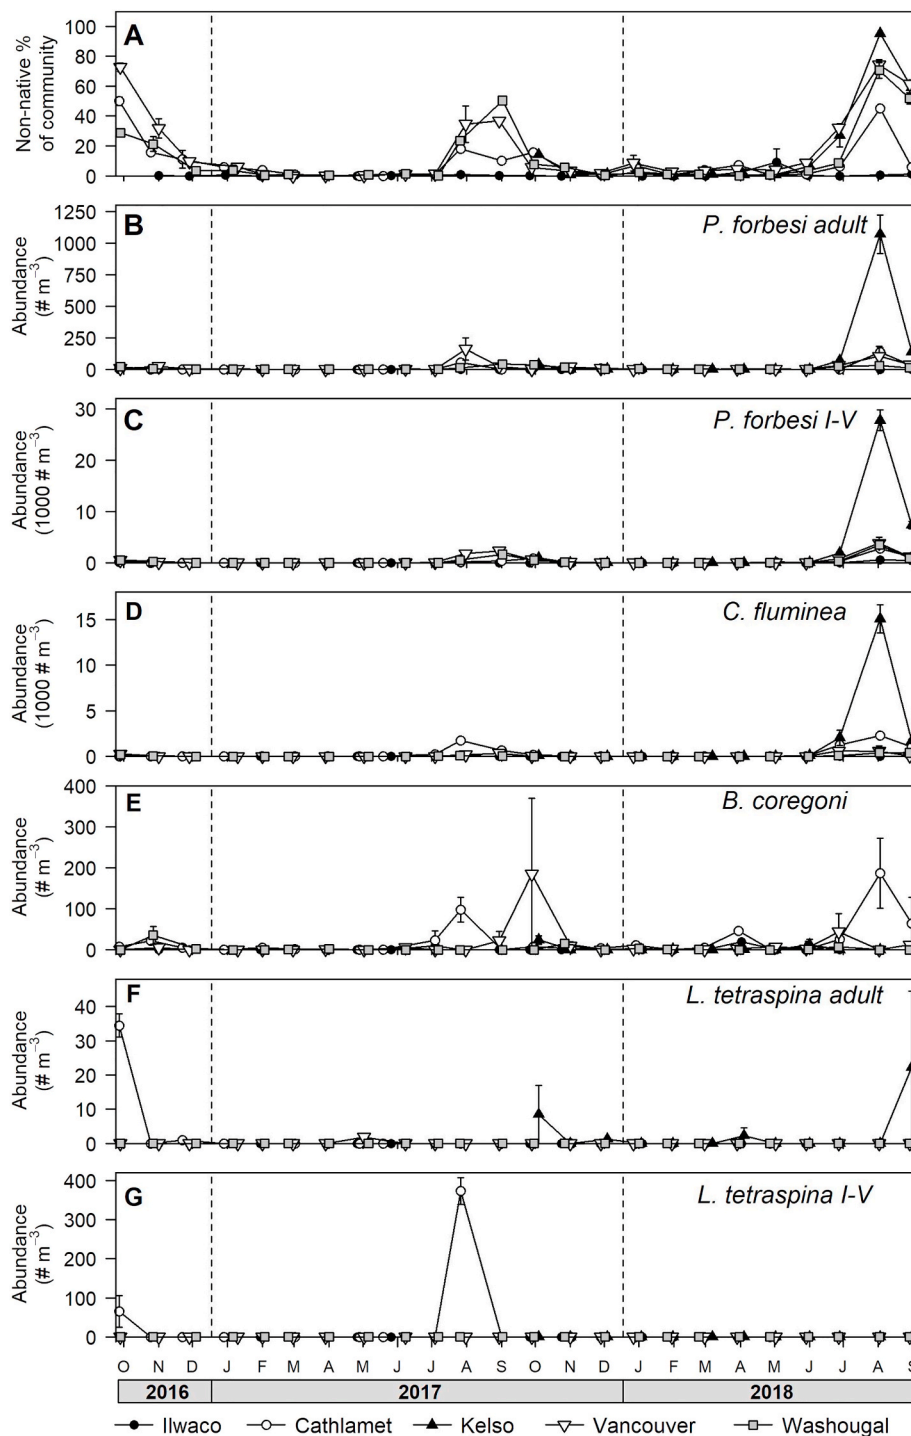 A
Non-native %
of community
100
80
60
40
20
0
B
P. forbesi adult
Abundance
(# m⁻³)
1250
1000
750
500
250
0
C
P. forbesi I-V
Abundance
(1000 # m⁻³)
30
20
10
0
D
C. fluminea
Abundance
(1000 # m⁻³)
15
10
5
0
E
B. coregoni
Abundance
(# m⁻³)
400
300
200
100
0
F
L. tetraspina adult
Abundance
(# m⁻³)
40
30
20
10
0
G
L. tetraspina I-V
Abundance
(# m⁻³)
400
300
200
100
0
O N D J F M A M J J A S O N D J F M A M J J A S
2016 2017 2018
Ilwaco Cathlamet Kelso Vancouver Washougal